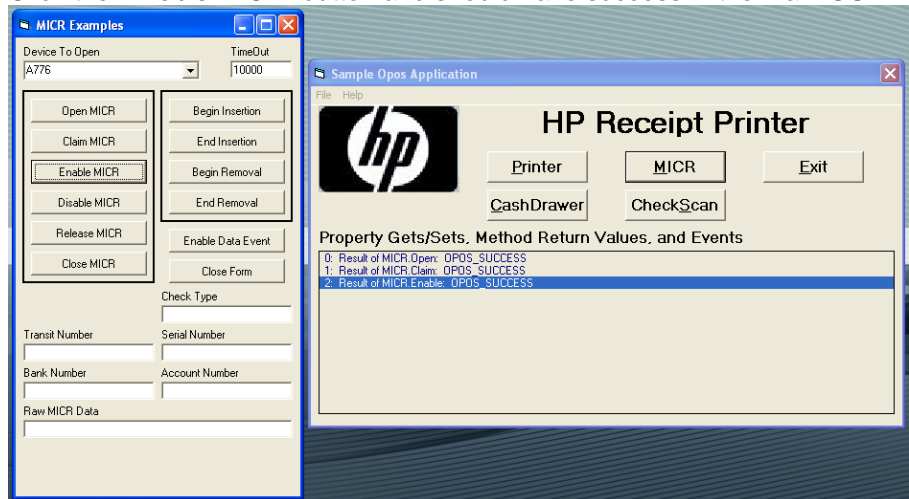 MICR Examples
Device To Open
TimeOut
A776
10000
Open MICR
Begin Insertion
Claim MICR
End Insertion
Enable MICR
Begin Removal
Disable MICR
End Removal
Release MICR
Enable Data Event
Close MICR
Close Form
Check Type
Transit Number
Serial Number
Bank Number
Account Number
Raw MICR Data
Sample Opos Application
File Help
hp
HP Receipt Printer
Printer
MICR
Exit
CashDrawer
CheckScan
Property Gets/Sets, Method Return Values, and Events
0: Result of MICR.Open: OPOS_SUCCESS
1: Result of MICR.Claim: OPOS_SUCCESS
2: Result of MICR.Enable: OPOS_SUCCESS